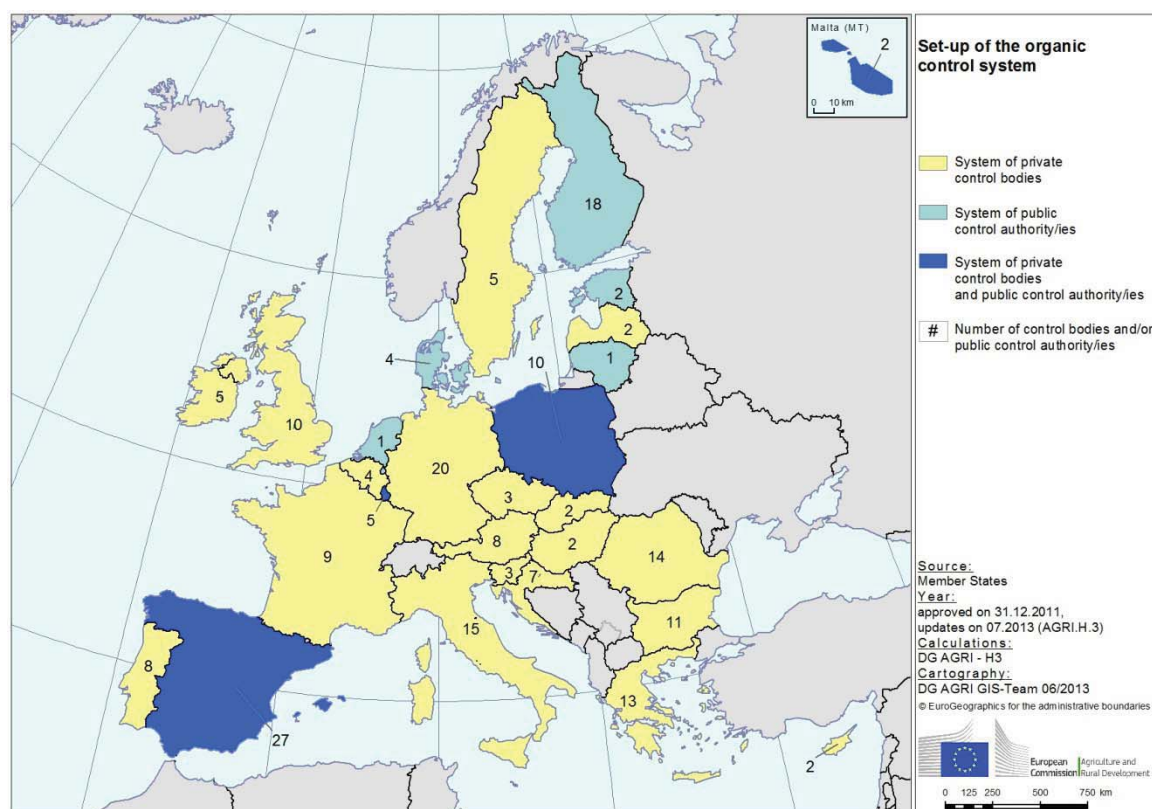 Malta (MT)
2
0 10 km
Set-up of the organic
control system
System of private
control bodies
System of public
control authority/ies
System of private
control bodies
and public control authority/ies
# Number of control bodies and/or
public control authority/ies
18
5
2
2
4
10
1
5
10
1
4
20
3
5
2
8
2
9
14
3
7
11
15
8
13
27
2
Source:
Member States
Year:
approved on 31.12.2011,
updates on 07.2013 (AGRI.H.3)
Calculations:
DG AGRI - H3
Cartography:
DG AGRI GIS-Team 06/2013
© EuroGeographics for the administrative boundaries
European
Commission
Agriculture and
Rural Development
0 125 250 500 750 km